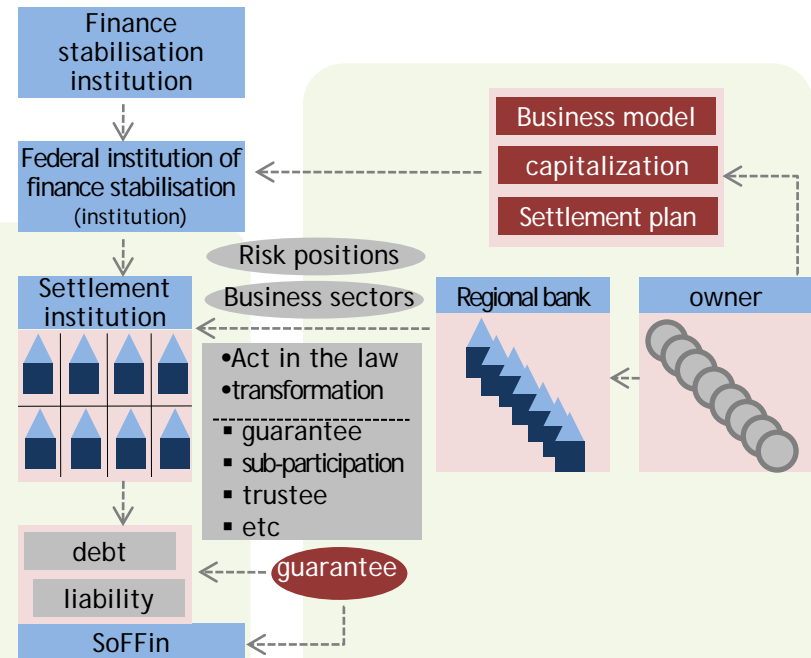 Finance
stabilisation
institution
Federal institution of
finance stabilisation
(institution)
Business model
capitalization
Settlement plan
Risk positions
Business sectors
Settlement
institution
Regional bank
owner
•Act in the law
•transformation
▪ guarantee
▪ sub-participation
▪ trustee
▪ etc
debt
liability
guarantee
SoFFin